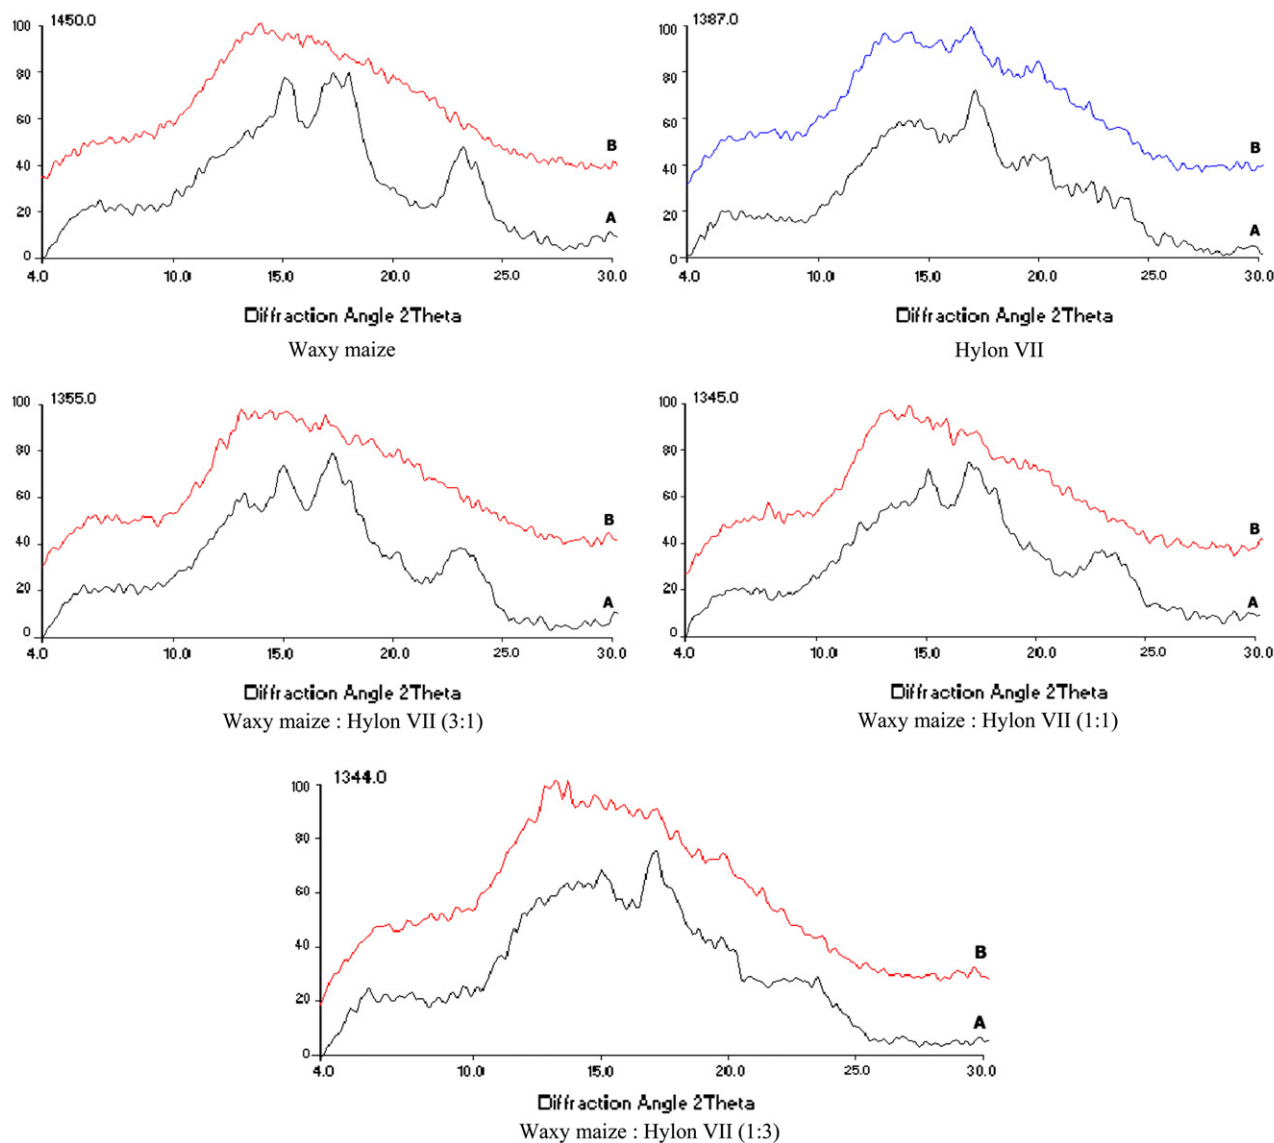 1450.0
100
80
60
40
20
0
B
A
4.0 10.0 15.0 20.0 25.0 30.0
Diffraction Angle 2Theta
Waxy maize
1387.0
100
80
60
40
20
0
B
A
4.0 10.0 15.0 20.0 25.0 30.0
Diffraction Angle 2Theta
Hylon VII
1355.0
100
80
60
40
20
0
B
A
4.0 10.0 15.0 20.0 25.0 30.0
Diffraction Angle 2Theta
Waxy maize : Hylon VII (3:1)
1345.0
100
80
60
40
20
0
B
A
4.0 10.0 15.0 20.0 25.0 30.0
Diffraction Angle 2Theta
Waxy maize : Hylon VII (1:1)
1344.0
100
80
60
40
20
0
B
A
4.0 10.0 15.0 20.0 25.0 30.0
Diffraction Angle 2Theta
Waxy maize : Hylon VII (1:3)